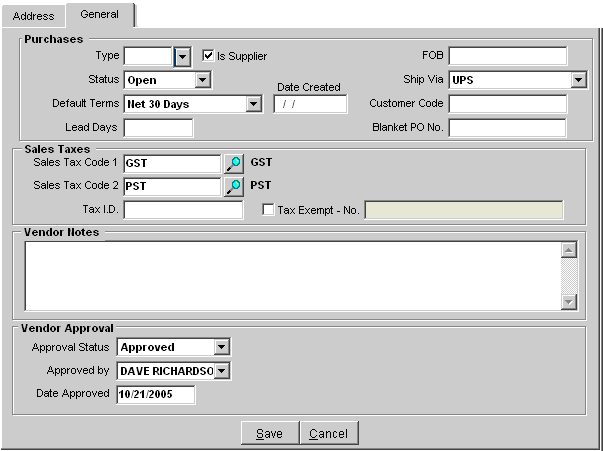 Address General
Purchases
Type Is Supplier FOB
Status Open Date Created Ship Via UPS
Default Terms Net 30 Days / / Customer Code
Lead Days Blanket PO No.
Sales Taxes
Sales Tax Code 1 GST GST
Sales Tax Code 2 PST PST
Tax I.D. Tax Exempt - No.
Vendor Notes
Vendor Approval
Approval Status Approved
Approved by DAVE RICHARDSO
Date Approved 10/21/2005
Save Cancel